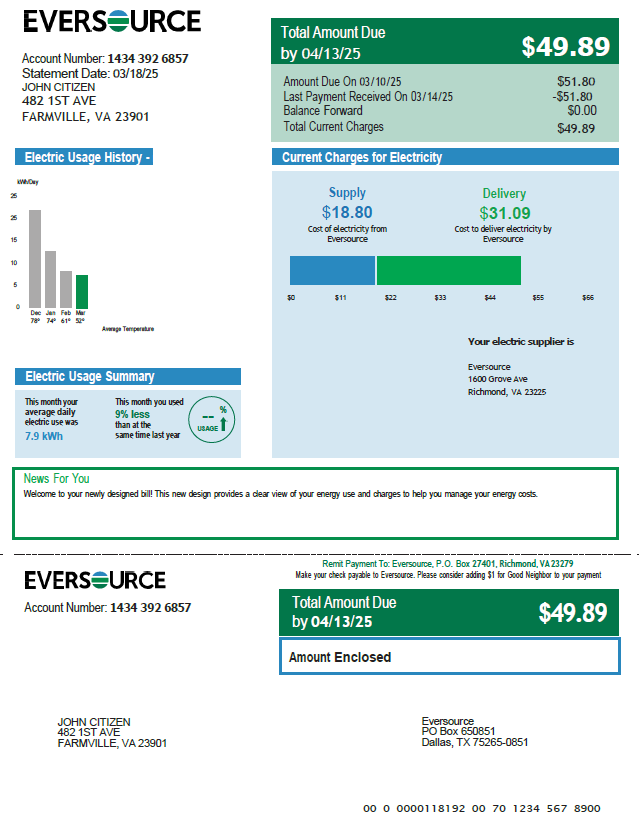 EVERSOURCE
Account Number: 1434 392 6857
Statement Date: 03/18/25
JOHN CITIZEN
482 1ST AVE
FARMVILLE, VA 23901
Total Amount Due
by 04/13/25
$49.89
Amount Due On 03/10/25 $51.80
Last Payment Received On 03/14/25 -$51.80
Balance Forward $0.00
Total Current Charges $49.89
Electric Usage History -
kWh/Day
25
25
15
10
5
0
Dec Jan Feb Mar
78° 74° 61° 52°
Average Temperature
Current Charges for Electricity
Supply
$18.80
Cost of electricity from
Eversource
Delivery
$31.09
Cost to deliver electricity by
Eversource
$0 $11 $22 $33 $44 $55 $66
Your electric supplier is
Eversource
1600 Grove Ave
Richmond, VA 23225
Electric Usage Summary
This month your
average daily
electric use was
7.9 kWh
This month you used
9% less
than at the
same time last year
-- %
USAGE
News For You
Welcome to your newly designed bill! This new design provides a clear view of your energy use and charges to help you manage your energy costs.
Remit Payment To: Eversource, P.O. Box 27401, Richmond, VA 23279
Make your check payable to Eversource. Please consider adding $1 for Good Neighbor to your payment
EVERSOURCE
Account Number: 1434 392 6857
Total Amount Due
by 04/13/25
$49.89
Amount Enclosed
JOHN CITIZEN
482 1ST AVE
FARMVILLE, VA 23901
Eversource
PO Box 650851
Dallas, TX 75265-0851
00 0 0000118192 00 70 1234 567 8900